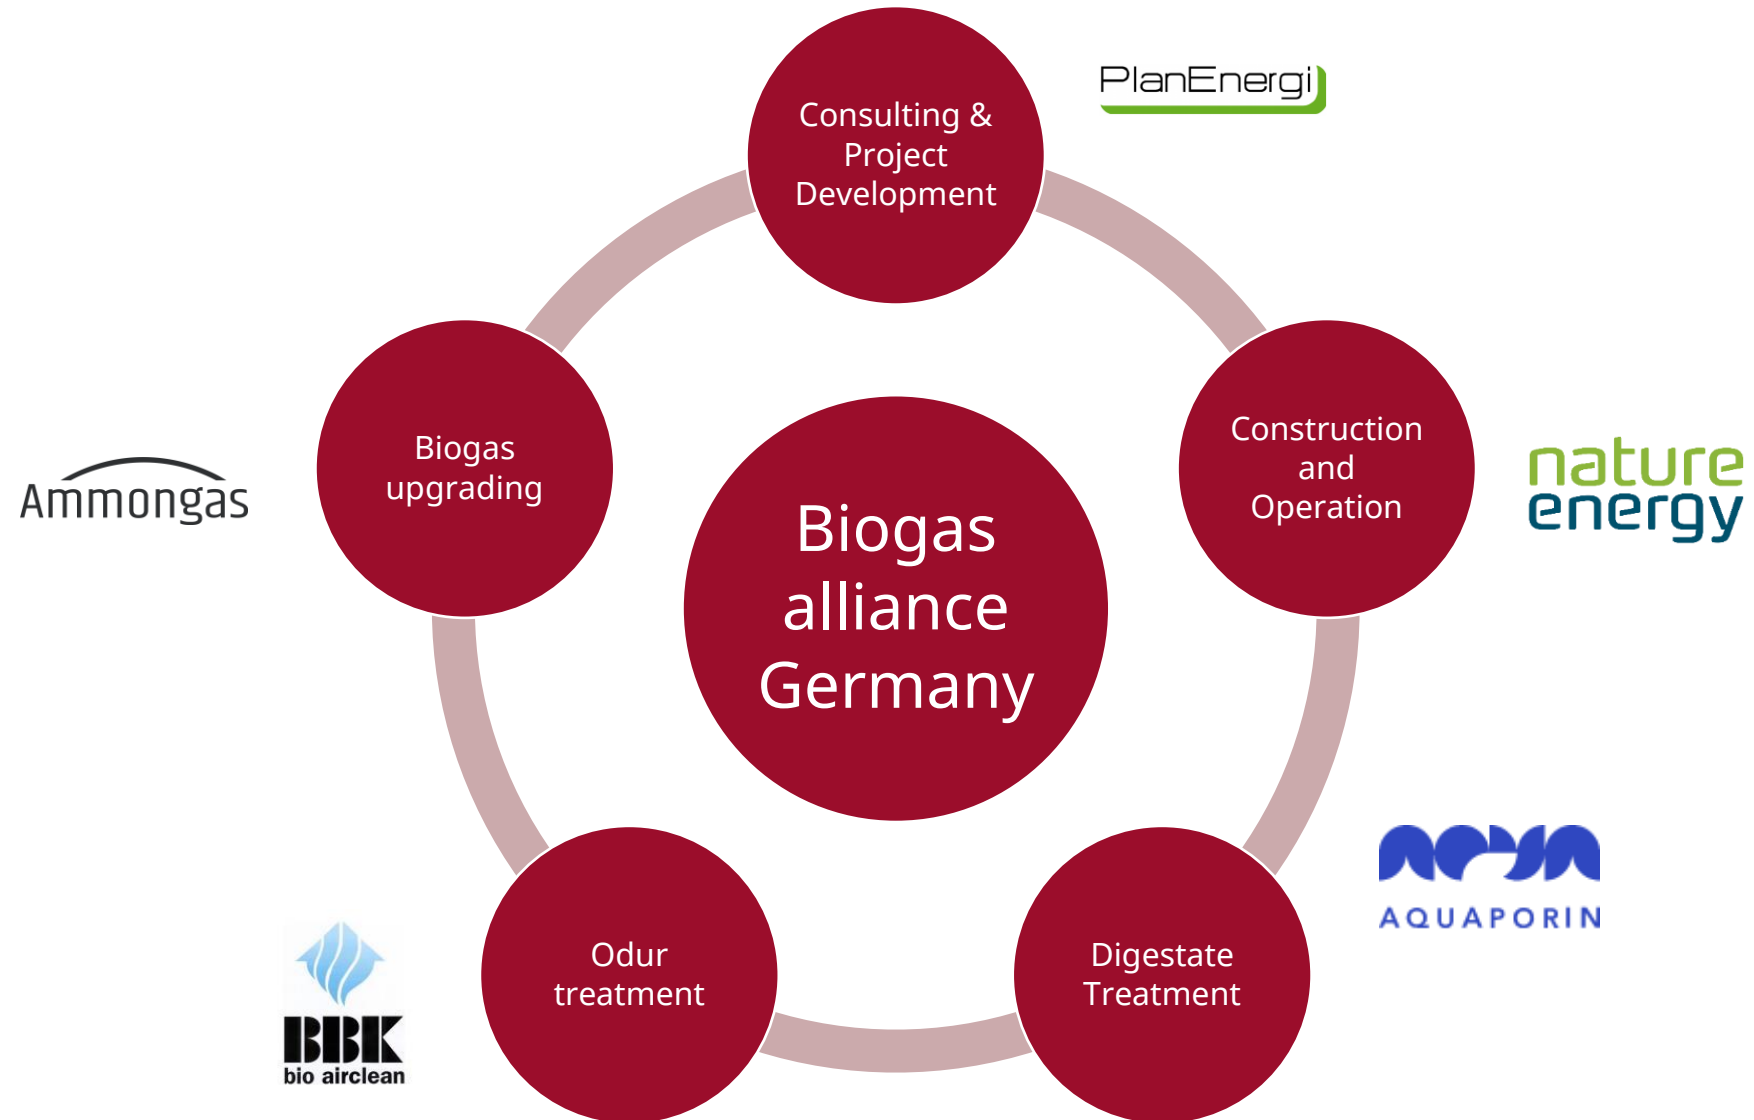 Consulting &
Project
Development
PlanEnergi
Construction
and
Operation
nature
energy
Biogas
upgrading
Ammongas
Biogas
alliance
Germany
AQUAPORIN
Digestate
Treatment
Odur
treatment
BBK
bio airclean